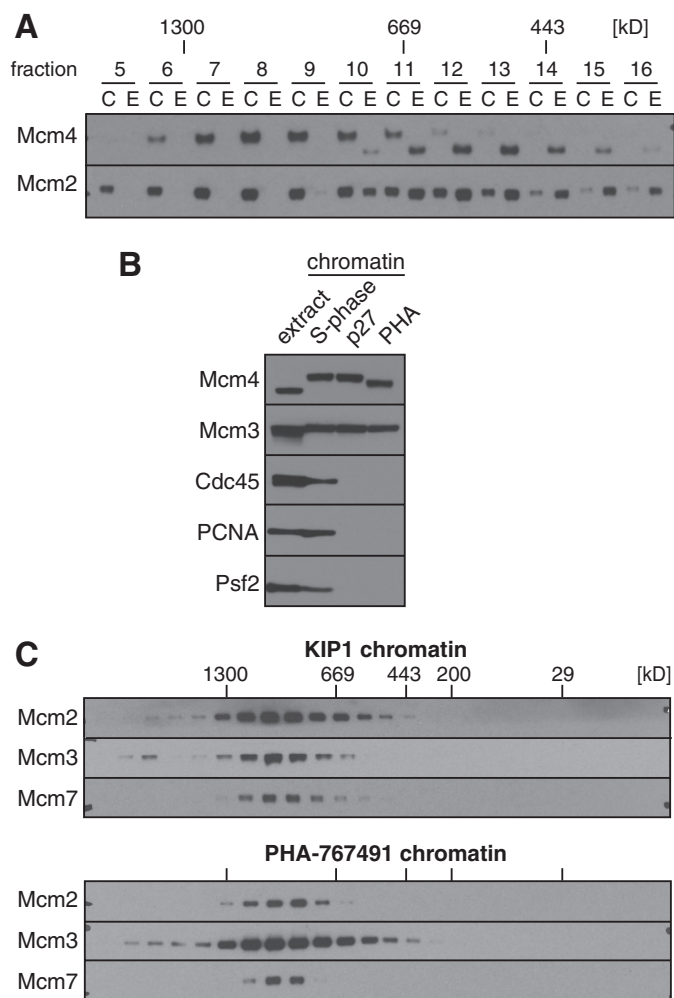 A
1300 669 443 [kD]
fraction 5 6 7 8 9 10 11 12 13 14 15 16
C E C E C E C E C E C E C E C E C E C E C E C E
Mcm4
Mcm2
B
chromatin
extract S-phase p27 PHA
Mcm4
Mcm3
Cdc45
PCNA
Psf2
C
KIP1 chromatin
1300 669 443 200 29 [kD]
Mcm2
Mcm3
Mcm7
PHA-767491 chromatin
Mcm2
Mcm3
Mcm7